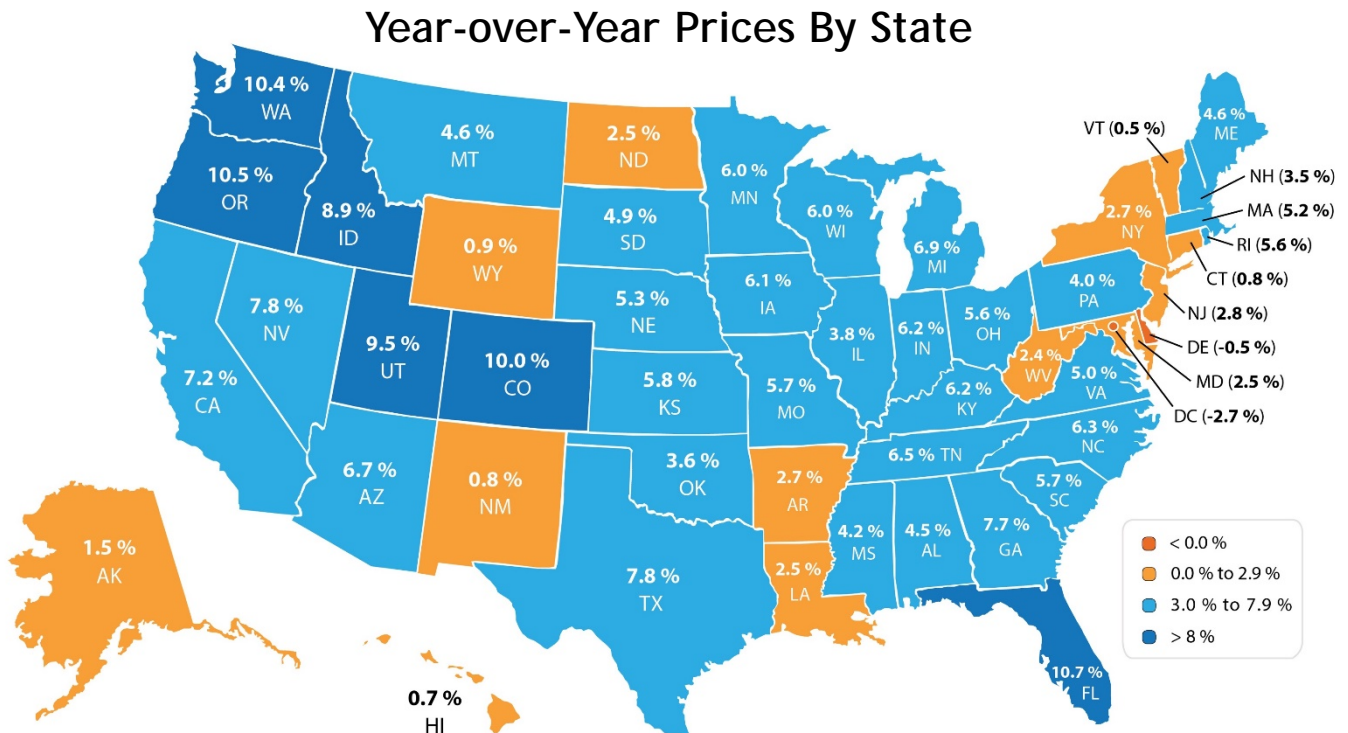 Year-over-Year Prices By State
10.4 %
WA
10.5 %
OR
8.9 %
ID
4.6 %
MT
2.5 %
ND
6.0 %
MN
4.9 %
SD
0.9 %
WY
6.0 %
WI
6.9 %
MI
6.1 %
IA
5.3 %
NE
7.8 %
NV
7.2 %
CA
9.5 %
UT
10.0 %
CO
5.8 %
KS
5.7 %
MO
3.8 %
IL
6.2 %
IN
5.6 %
OH
6.2 %
KY
2.4 %
WV
5.0 %
VA
4.0 %
PA
2.7 %
NY
4.6 %
ME
VT (0.5 %)
NH (3.5 %)
MA (5.2 %)
RI (5.6 %)
CT (0.8 %)
NJ (2.8 %)
DE (-0.5 %)
MD (2.5 %)
DC (-2.7 %)
6.3 %
NC
6.5 % TN
5.7 %
SC
6.7 %
AZ
0.8 %
NM
3.6 %
OK
2.7 %
AR
4.2 %
MS
4.5 %
AL
7.7 %
GA
7.8 %
TX
2.5 %
LA
10.7 %
FL
1.5 %
AK
0.7 %
HI
< 0.0 %
0.0 % to 2.9 %
3.0 % to 7.9 %
> 8 %